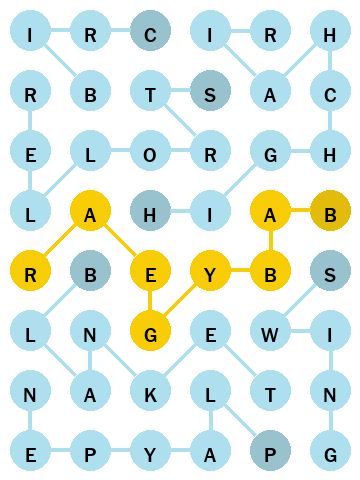 I R C I R H
R B T S A C
E L O R G H
L A H I A B
R B E Y B S
L N G E W I
N A K L T N
E P Y A P G